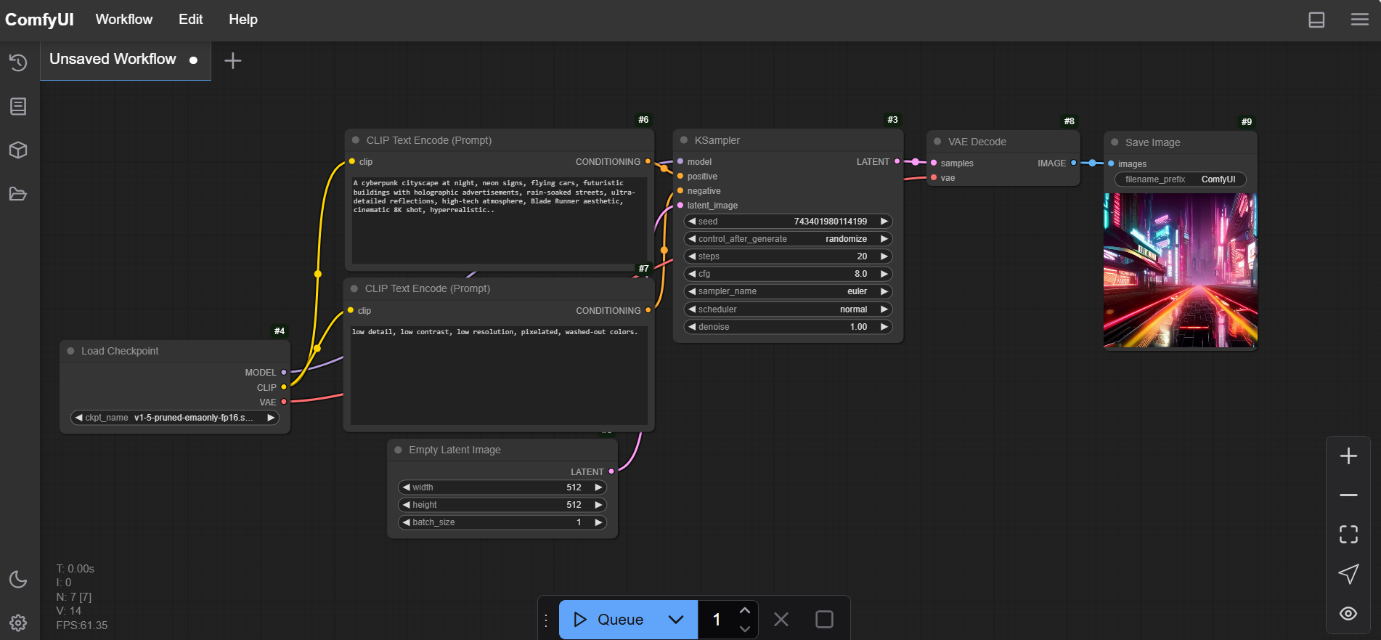 ComfyUI Workflow Edit Help
Unsaved Workflow
#6
CLIP Text Encode (Prompt)
clip CONDITIONING
A cyberpunk cityscape at night, neon signs, flying cars, futuristic
buildings with holographic advertisements, rain-soaked streets, ultra-
detailed reflections, high-tech atmosphere, Blade Runner aesthetic,
cinematic 8K shot, hyperrealistic..
#7
CLIP Text Encode (Prompt)
clip CONDITIONING
low detail, low contrast, low resolution, pixelated, washed-out colors.
#4
Load Checkpoint
MODEL
CLIP
VAE
ckpt_name v1-5-pruned-emaonly-fp16.s...
Empty Latent Image
LATENT
width 512
height 512
batch_size 1
#3
KSampler
model LATENT
positive
negative
latent_image
seed 743401980114199
control_after_generate randomize
steps 20
cfg 8.0
sampler_name euler
scheduler normal
denoise 1.00
#8
VAE Decode
samples IMAGE
vae
#9
Save Image
images
filename_prefix ComfyUI
T: 0.00s
I: 0
N: 7 [7]
V: 14
FPS:61.35
Queue 1